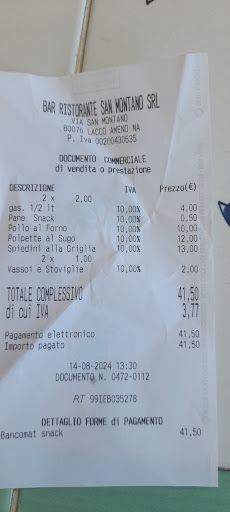 BAR RISTORANTE SAN MONTANO SRL
VIA SAN MONTANO
80076 LACCO AMENO NA
P. Iva 00200430635
DOCUMENTO COMMERCIALE
di vendita o prestazione
DESCRIZIONE IVA Prezzo(€)
2 x 2,00
gas. 1/2 lt 10,00% 4,00
Pane Snack 10,00% 0,50
Pollo al Forno 10,00% 10,00
Polpette al Sugo 10,00% 12,00
Spiedini alla Griglia 10,00% 13,00
2 x 1,00
Vassoi e Stoviglie 10,00% 2,00
TOTALE COMPLESSIVO 41,50
di cui IVA 3,77
Pagamento elettronico 41,50
Importo pagato 41,50
14-08-2024 13:30
DOCUMENTO N. 0472-0112
RT 99IEB035278
DETTAGLIO FORME di PAGAMENTO
Bancomat snack 41,50